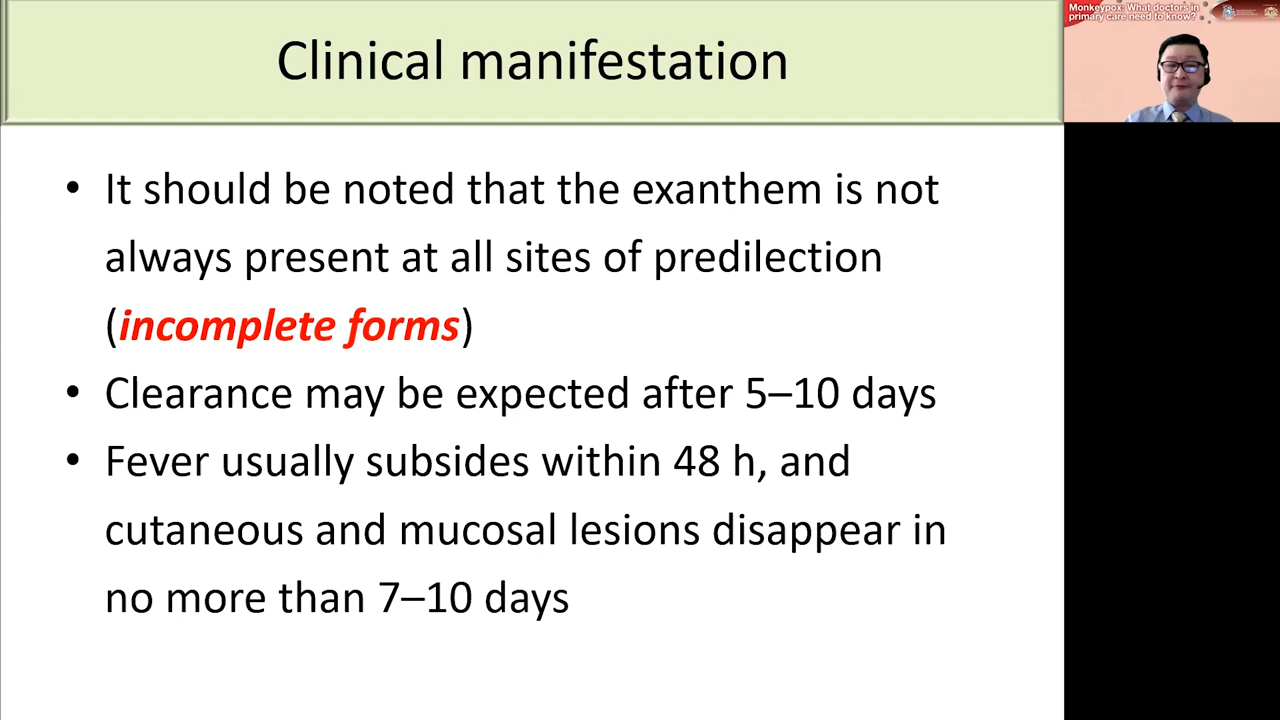 Clinical manifestation
Monkeypox: What doctors in
primary care need to know?
• It should be noted that the exanthem is not
always present at all sites of predilection
(incomplete forms)
• Clearance may be expected after 5–10 days
• Fever usually subsides within 48 h, and
cutaneous and mucosal lesions disappear in
no more than 7–10 days